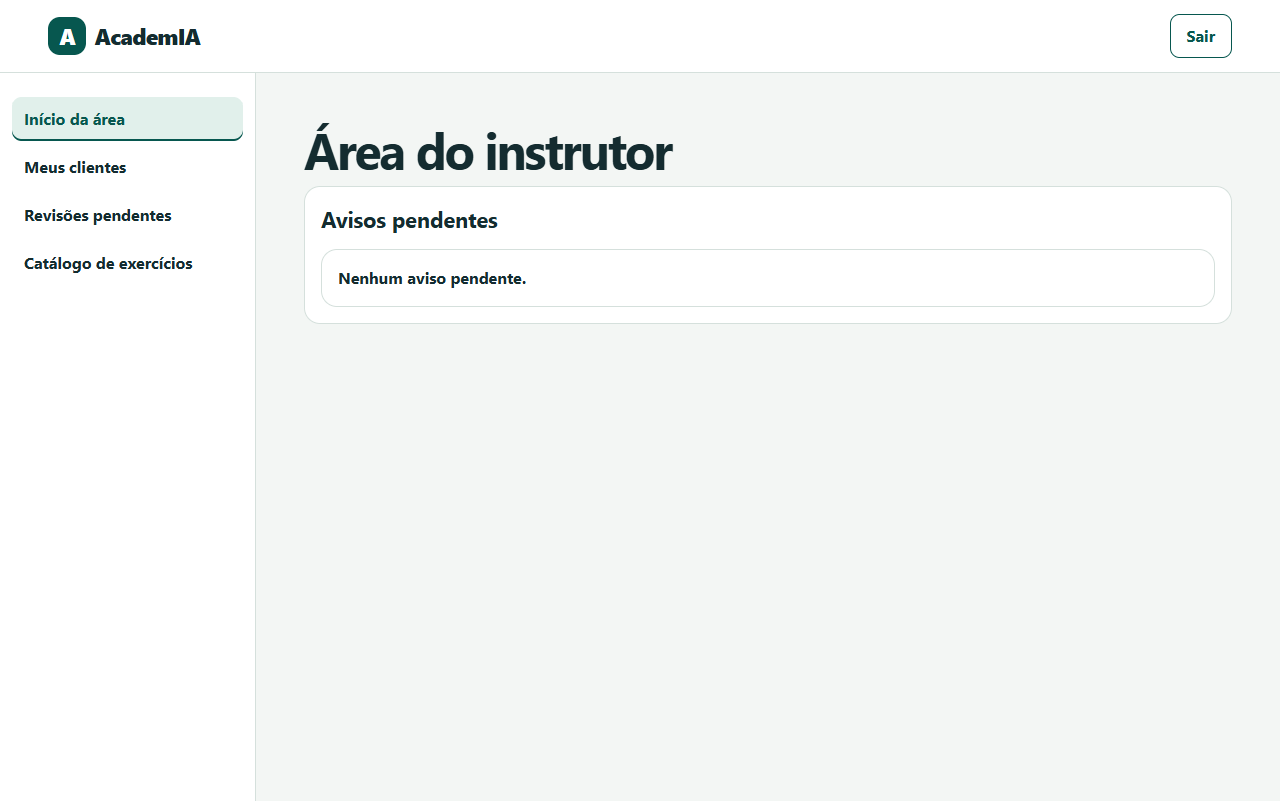 A AcademIA
Sair
Início da área
Meus clientes
Revisões pendentes
Catálogo de exercícios
Área do instrutor
Avisos pendentes
Nenhum aviso pendente.